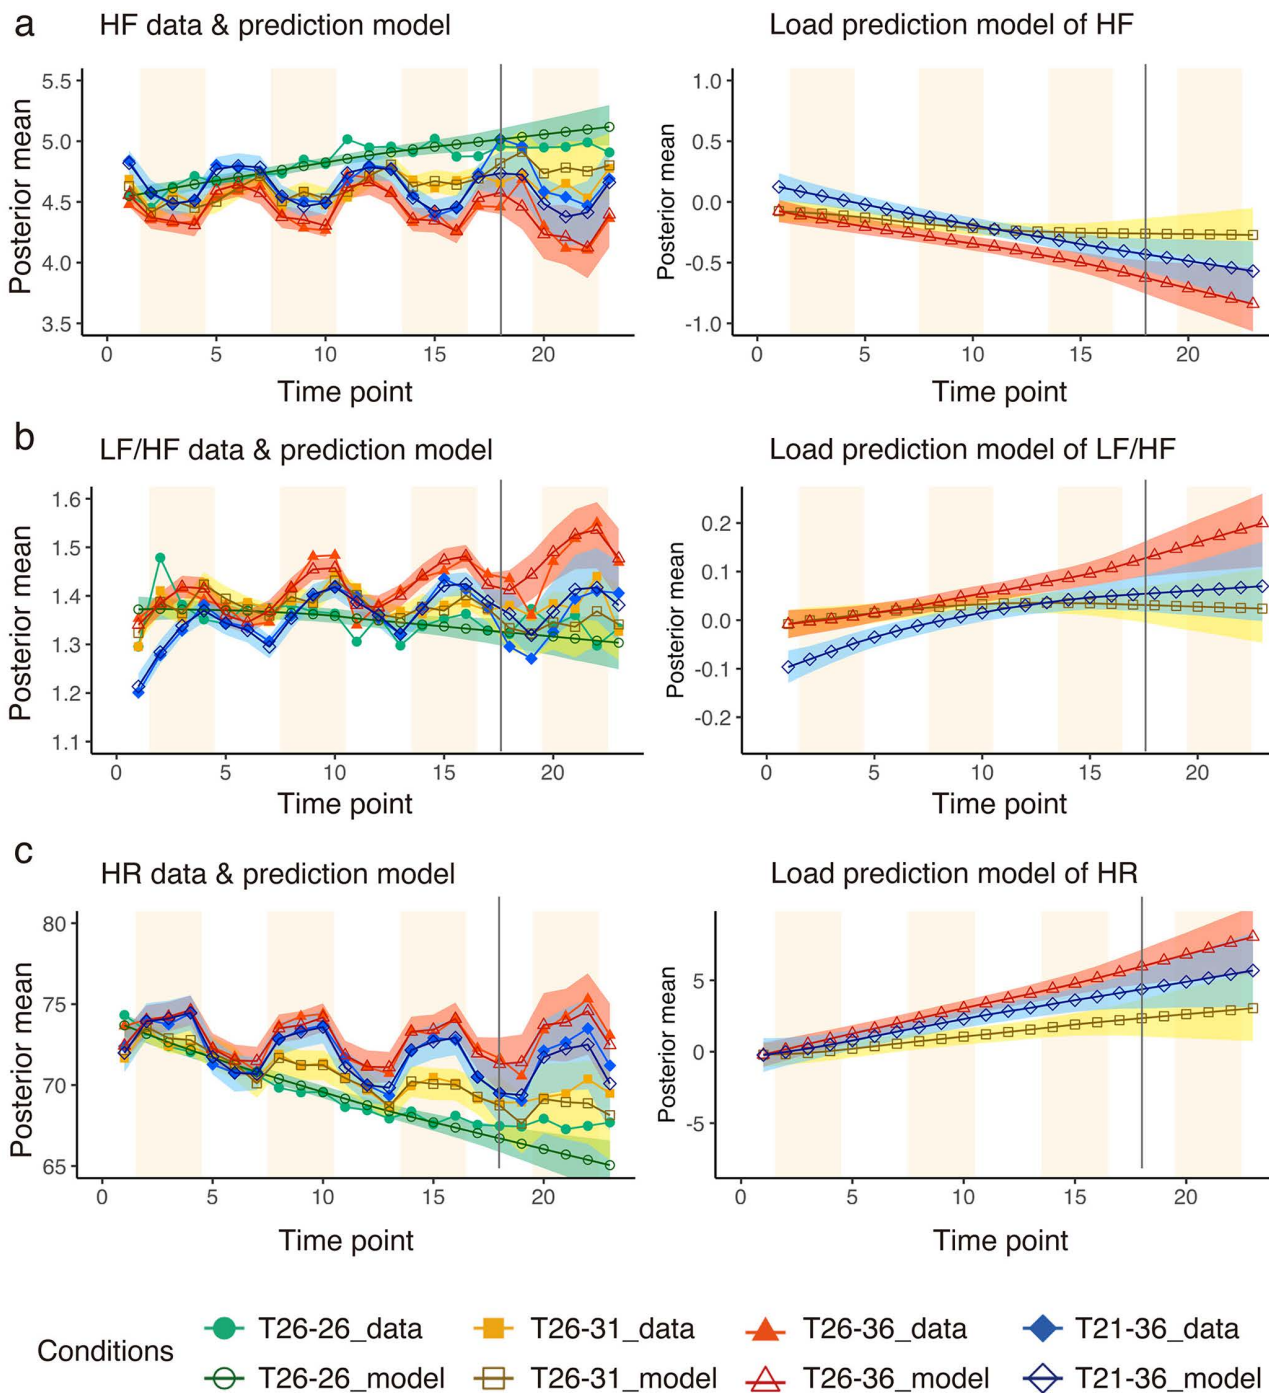 a
HF data & prediction model
Load prediction model of HF
Posterior mean
5.5
5.0
4.5
4.0
3.5
0 5 10 15 20
Time point
Posterior mean
1.0
0.5
0.0
-0.5
-1.0
0 5 10 15 20
Time point
b
LF/HF data & prediction model
Load prediction model of LF/HF
Posterior mean
1.6
1.5
1.4
1.3
1.2
1.1
0 5 10 15 20
Time point
Posterior mean
0.2
0.1
0.0
-0.1
-0.2
0 5 10 15 20
Time point
c
HR data & prediction model
Load prediction model of HR
Posterior mean
80
75
70
65
0 5 10 15 20
Time point
Posterior mean
5
0
-5
0 5 10 15 20
Time point
Conditions
T26-26_data T26-31_data T26-36_data T21-36_data
T26-26_model T26-31_model T26-36_model T21-36_model